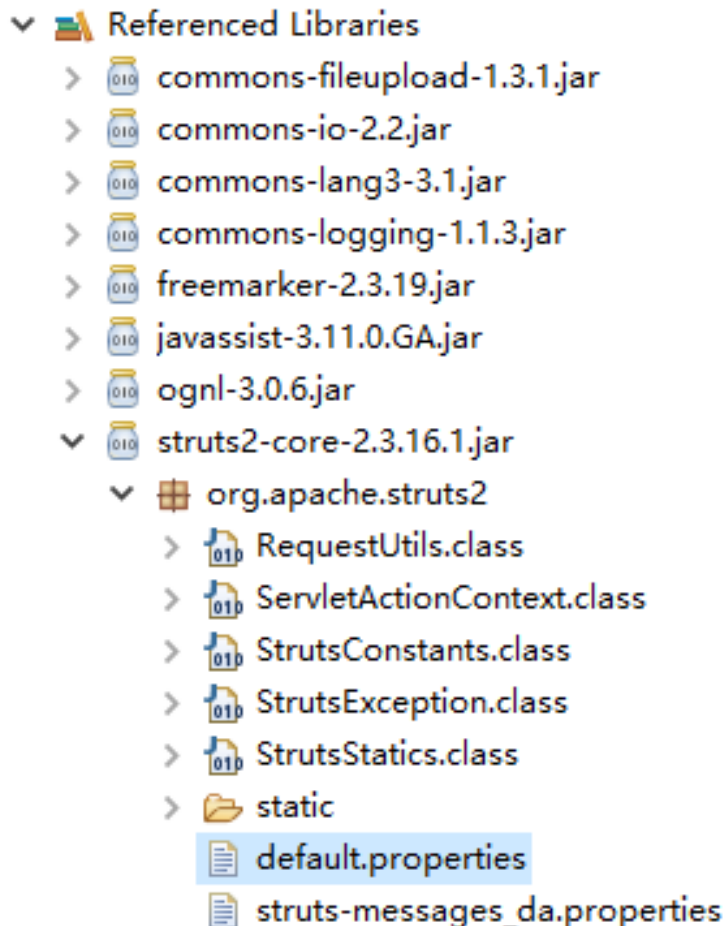 Referenced Libraries
commons-fileupload-1.3.1.jar
commons-io-2.2.jar
commons-lang3-3.1.jar
commons-logging-1.1.3.jar
freemarker-2.3.19.jar
javassist-3.11.0.GA.jar
ognl-3.0.6.jar
struts2-core-2.3.16.1.jar
org.apache.struts2
RequestUtils.class
ServletActionContext.class
StrutsConstants.class
StrutsException.class
StrutsStatics.class
static
default.properties
struts-messages_da.properties